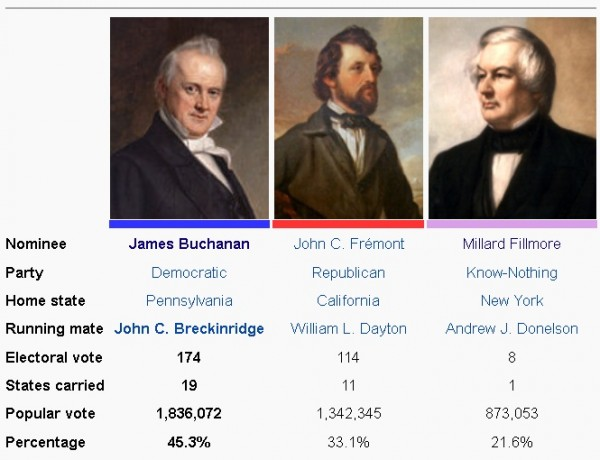 Nominee James Buchanan John C. Frémont Millard Fillmore
Party Democratic Republican Know-Nothing
Home state Pennsylvania California New York
Running mate John C. Breckinridge William L. Dayton Andrew J. Donelson
Electoral vote 174 114 8
States carried 19 11 1
Popular vote 1,836,072 1,342,345 873,053
Percentage 45.3% 33.1% 21.6%